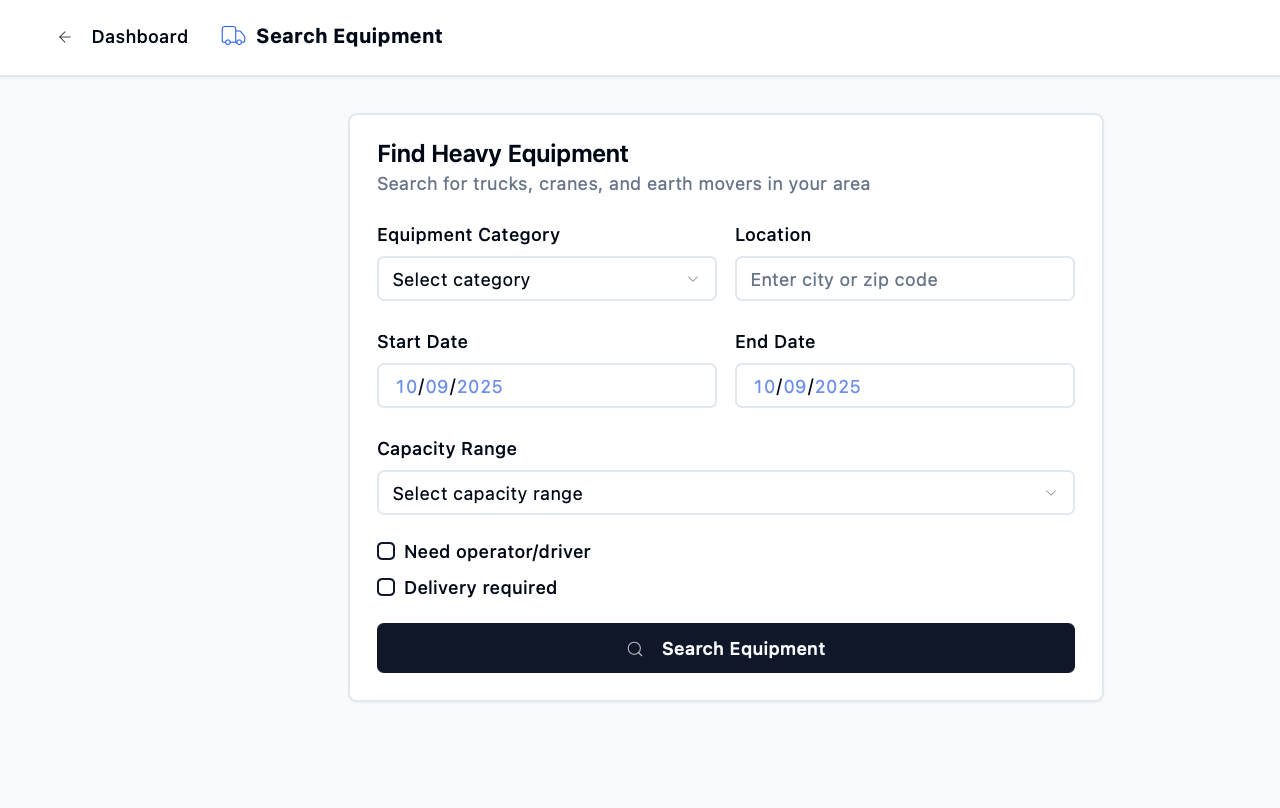 Dashboard Search Equipment
Find Heavy Equipment
Search for trucks, cranes, and earth movers in your area
Equipment Category
Location
Select category
Enter city or zip code
Start Date
End Date
10/09/2025
10/09/2025
Capacity Range
Select capacity range
Need operator/driver
Delivery required
Search Equipment